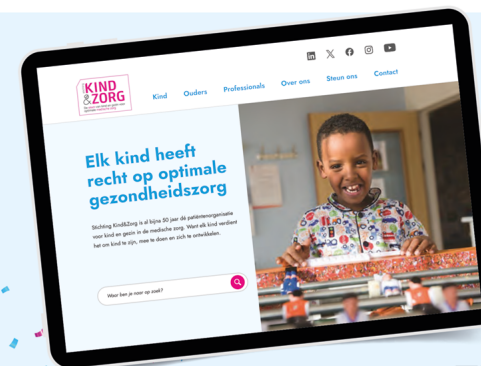 KIND
&ZORG
Kind Ouders Professionals Over ons Steun ons Contact
Elk kind heeft
recht op optimale
gezondheidszorg
Stichting Kind&Zorg is al bijna 50 jaar dé patiëntenorganisatie
voor kind en gezin in de medische zorg. Want elk kind verdient
het om kind te zijn, mee te doen en zich te ontwikkelen.
Waar ben je naar op zoek?